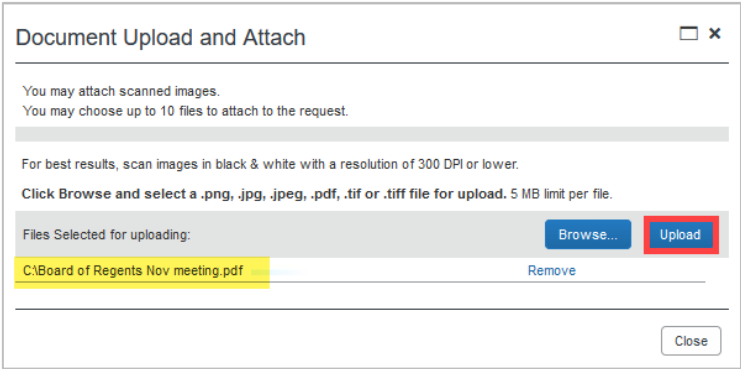 Document Upload and Attach
You may attach scanned images.
You may choose up to 10 files to attach to the request.
For best results, scan images in black & white with a resolution of 300 DPI or lower.
Click Browse and select a .png, .jpg, .jpeg, .pdf, .tif or .tiff file for upload. 5 MB limit per file.
Files Selected for uploading: Browse... Upload
C:\Board of Regents Nov meeting.pdf Remove
Close